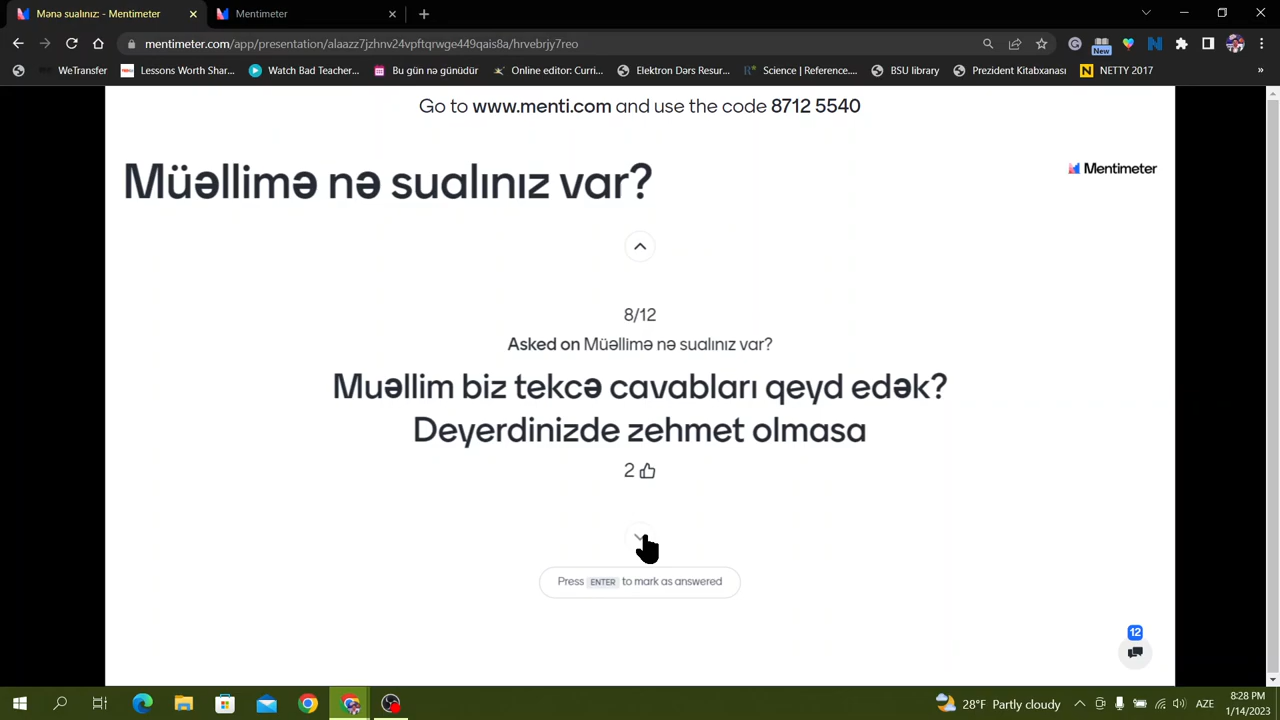 Mənə sualınız - Mentimeter
Mentimeter
mentimeter.com/app/presentation/alaazz7jzhnv24vpftqrwge449qais8a/hrvebrjy7reo
New
WeTransfer
Lessons Worth Shar...
Watch Bad Teacher...
Bu gün nə günüdür
Online editor: Curri...
Elektron Dərs Resur...
Science | Reference....
BSU library
Prezident Kitabxanası
NETTY 2017
»
Go to www.menti.com and use the code 8712 5540
Müəllimə nə sualınız var?
Mentimeter
8/12
Asked on Müəllimə nə sualınız var?
Muəllim biz tekcə cavabları qeyd edək?
Deyerdinizde zehmet olmasa
2
Press ENTER to mark as answered
12
28°F Partly cloudy
AZE
8:28 PM
1/14/2023